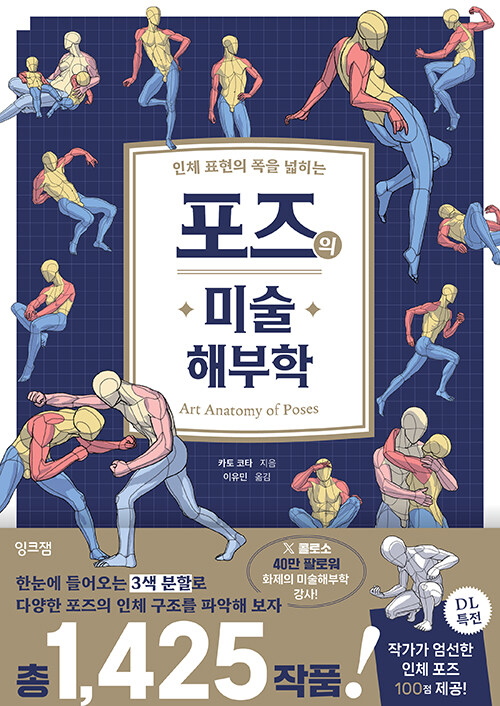 인체 표현의 폭을 넓히는
포즈의
미술
해부학
Art Anatomy of Poses
카토 코타 지음
이유민 옮김
잉크잼
X 콜로소
40만 팔로워
화제의 미술해부학
강사!
한눈에 들어오는 3색 분할로
다양한 포즈의 인체 구조를 파악해 보자
총 1,425 작품!
DL
특전
작가가 엄선한
인체 포즈
100점 제공!